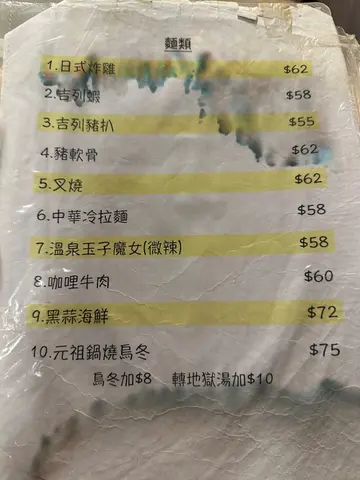 麵類
1.日式炸雞 $62
2.吉列蝦 $58
3.吉列豬扒 $55
4.豬軟骨 $62
5.叉燒 $62
6.中華冷拉麵 $58
7.溫泉玉子魔女(微辣) $58
8.咖哩牛肉 $60
9.黑蒜海鮮 $72
10.元祖鍋燒烏冬 $75
烏冬加$8 轉地獄湯加$10